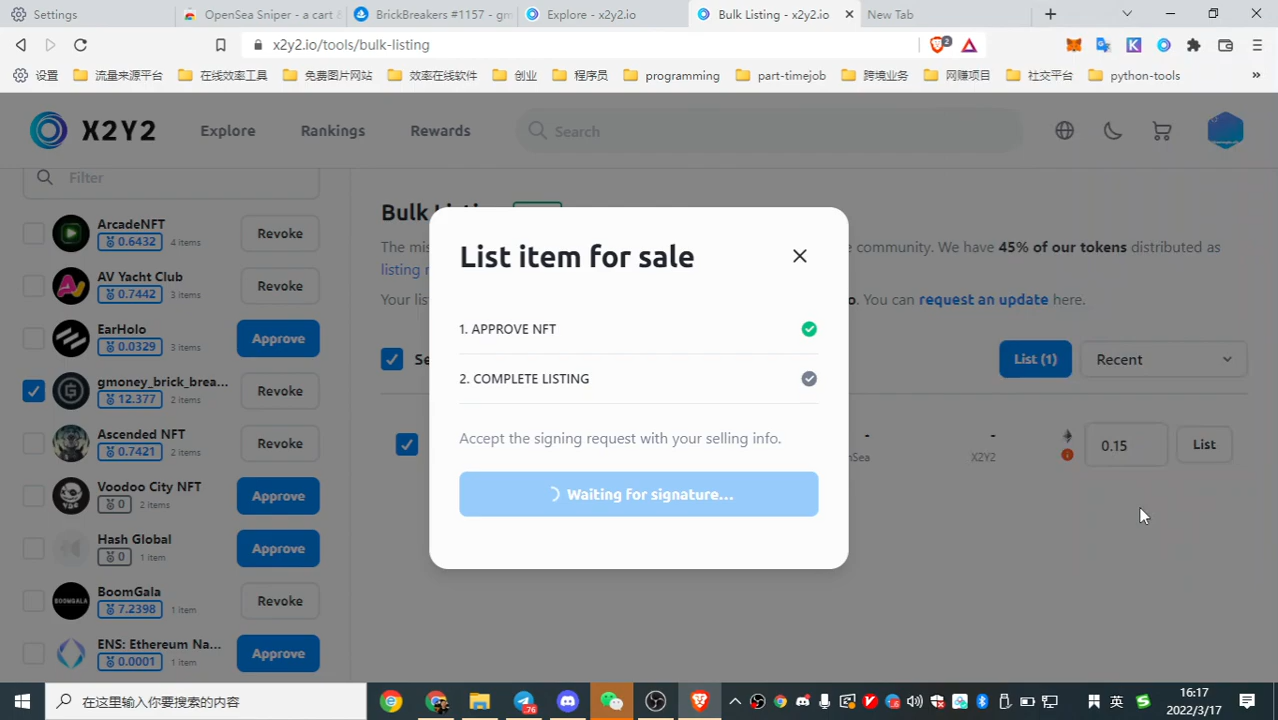 Settings
OpenSea Sniper - a cart &
BrickBreakers #1157 - gm
Explore - x2y2.io
Bulk Listing - x2y2.io
New Tab
x2y2.io/tools/bulk-listing
2
设置
流量来源平台
在线效率工具
免费图片网站
效率在线软件
创业
程序员
programming
part-timejob
跨境业务
网赚项目
社交平台
python-tools
X2Y2
Explore
Rankings
Rewards
Search
Filter
ArcadeNFT
0.6432
4 items
Revoke
AV Yacht Club
0.7442
3 items
Revoke
EarHolo
0.0329
3 items
Approve
gmoney_brick_brea...
12.377
2 items
Revoke
Ascended NFT
0.7421
2 items
Revoke
Voodoo City NFT
0
2 items
Approve
Hash Global
0
1 item
Approve
BOOMGALA
BoomGala
7.2398
1 item
Revoke
ENS: Ethereum Na...
0.0001
1 item
Approve
Bulk
The
community. We have 45% of our tokens distributed as
listing
Your
. You can request an update here.
List (1)
Recent
-
-
X2Y2
0.15
List
List item for sale
1. APPROVE NFT
2. COMPLETE LISTING
Accept the signing request with your selling info.
Waiting for signature...
在这里输入你要搜索的内容
76
英
16:17
2022/3/17